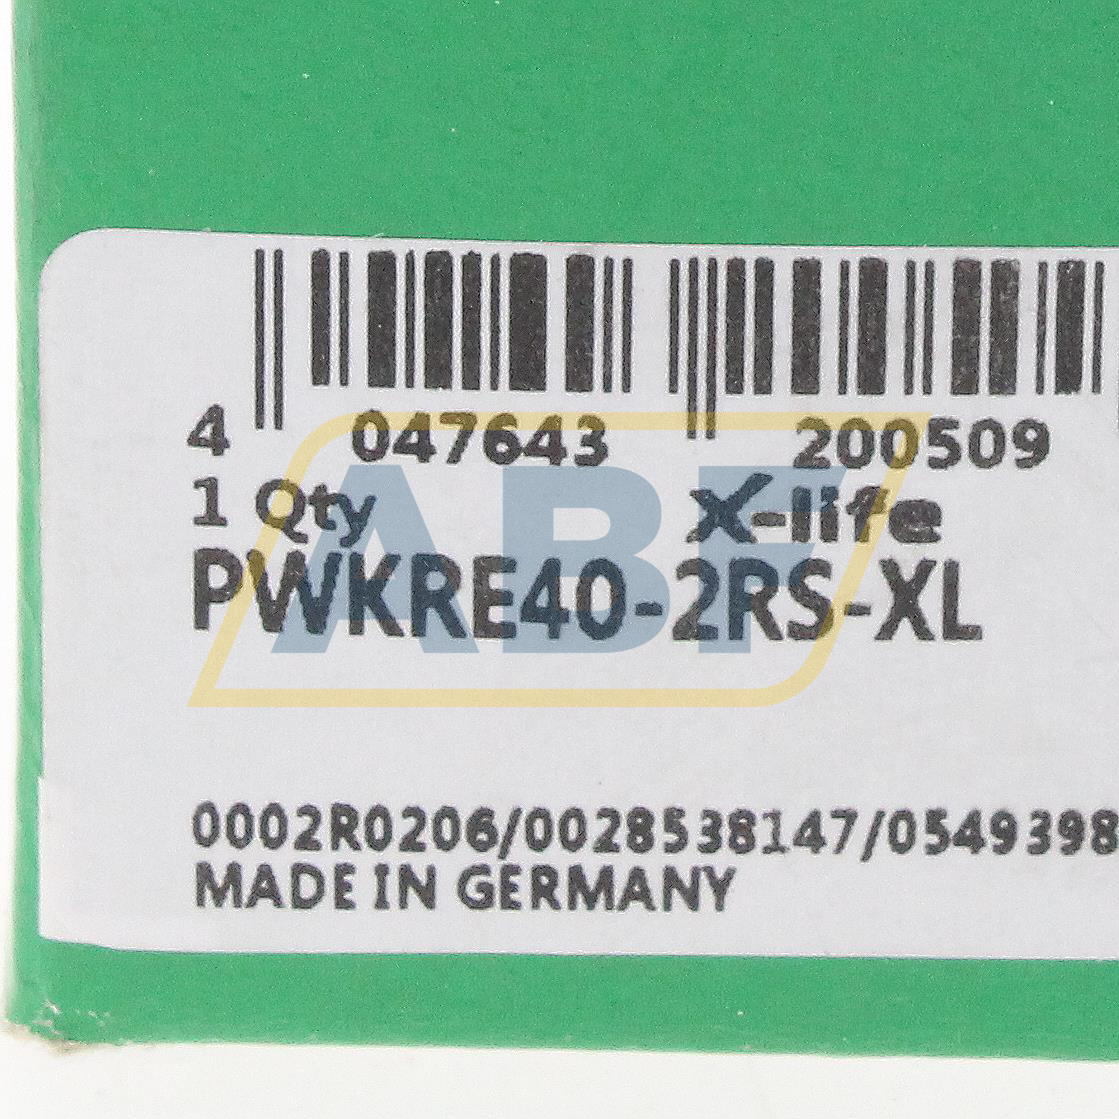 4 047643 200509
1 Qty X-life
PWKRE40-2RS-XL
ABF
0002R0206/0028538147/0549398
MADE IN GERMANY